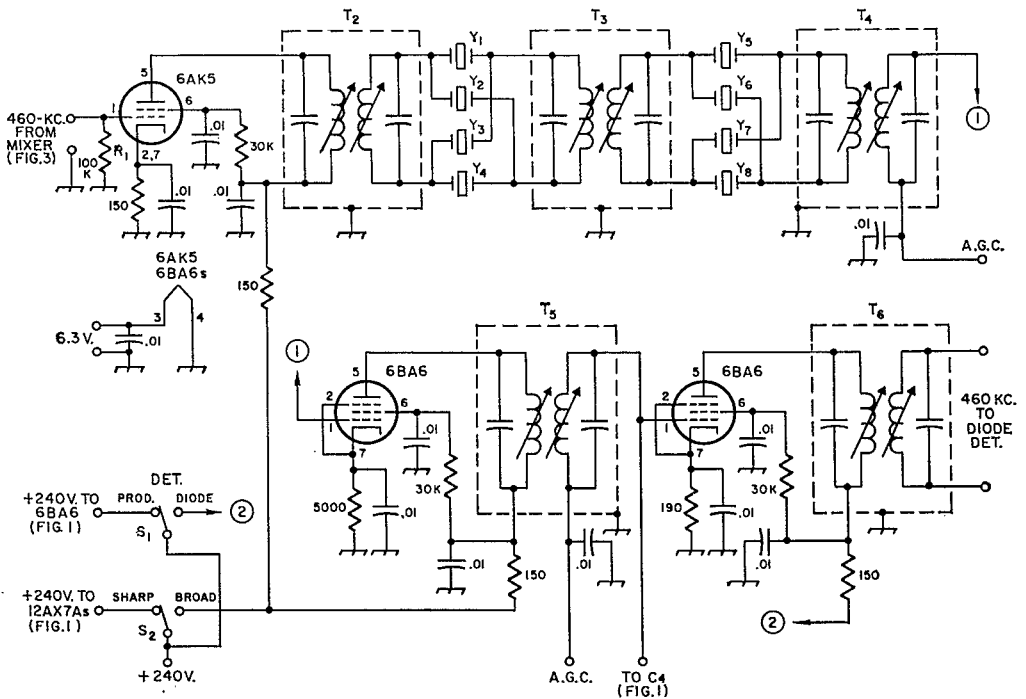 T2
T3
T4
Y1
Y2
Y3
Y4
Y5
Y6
Y7
Y8
5
6AK5
6
1
2,7
460-KC.
FROM
MIXER
(FIG.3)
100
K
R1
.01
30K
150
.01
.01
1
.01
A.G.C.
6AK5
6BA6s
3
4
6.3 V.
.01
150
T5
T6
1
5
6BA6
2
1
6
7
.01
30K
5000
.01
.01
150
.01
5
6BA6
2
1
6
7
.01
30K
190
.01
.01
150
2
460 KC.
TO
DIODE
DET.
DET.
+240V. TO
6BA6
(FIG.1)
PROD.
DIODE
2
S1
+240V. TO
12AX7As
(FIG.1)
SHARP
BROAD
S2
+240V.
A.G.C.
TO C4
(FIG.1)